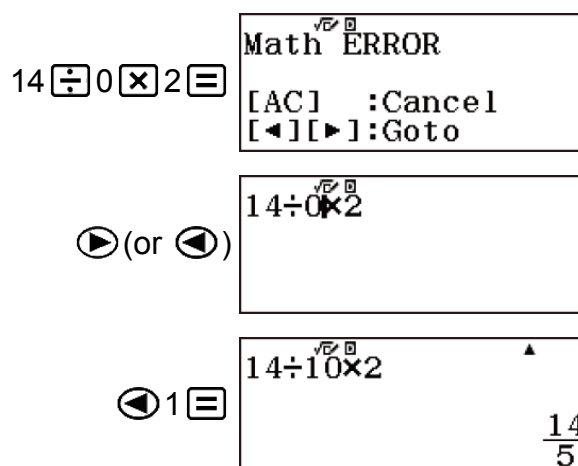 14 ÷ 0 × 2 =
Math ERROR
[AC] :Cancel
[◄][►]:Goto
► (or ◄)
14÷0×2
◄ 1 =
14÷10×2
14
5